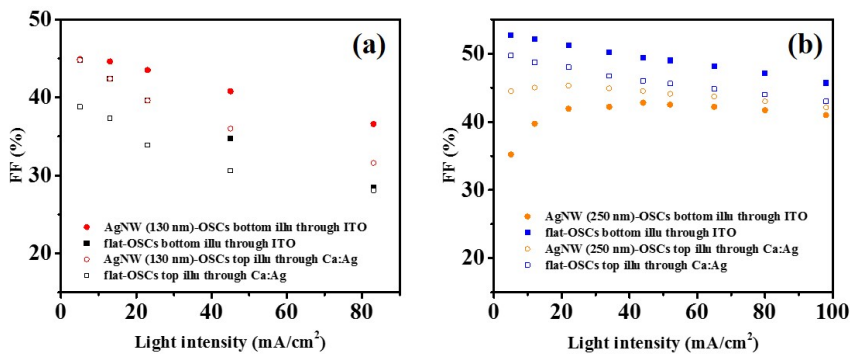 50
40
30
20
0
20
40
60
80
FF (%)
Light intensity (mA/cm²)
(a)
AgNW (130 nm)-OSCs bottom illu through ITO
flat-OSCs bottom illu through ITO
AgNW (130 nm)-OSCs top illu through Ca:Ag
flat-OSCs top illu through Ca:Ag
50
40
30
20
0
20
40
60
80
100
FF (%)
Light intensity (mA/cm²)
(b)
AgNW (250 nm)-OSCs bottom illu through ITO
flat-OSCs bottom illu through ITO
AgNW (250 nm)-OSCs top illu through Ca:Ag
flat-OSCs top illu through Ca:Ag